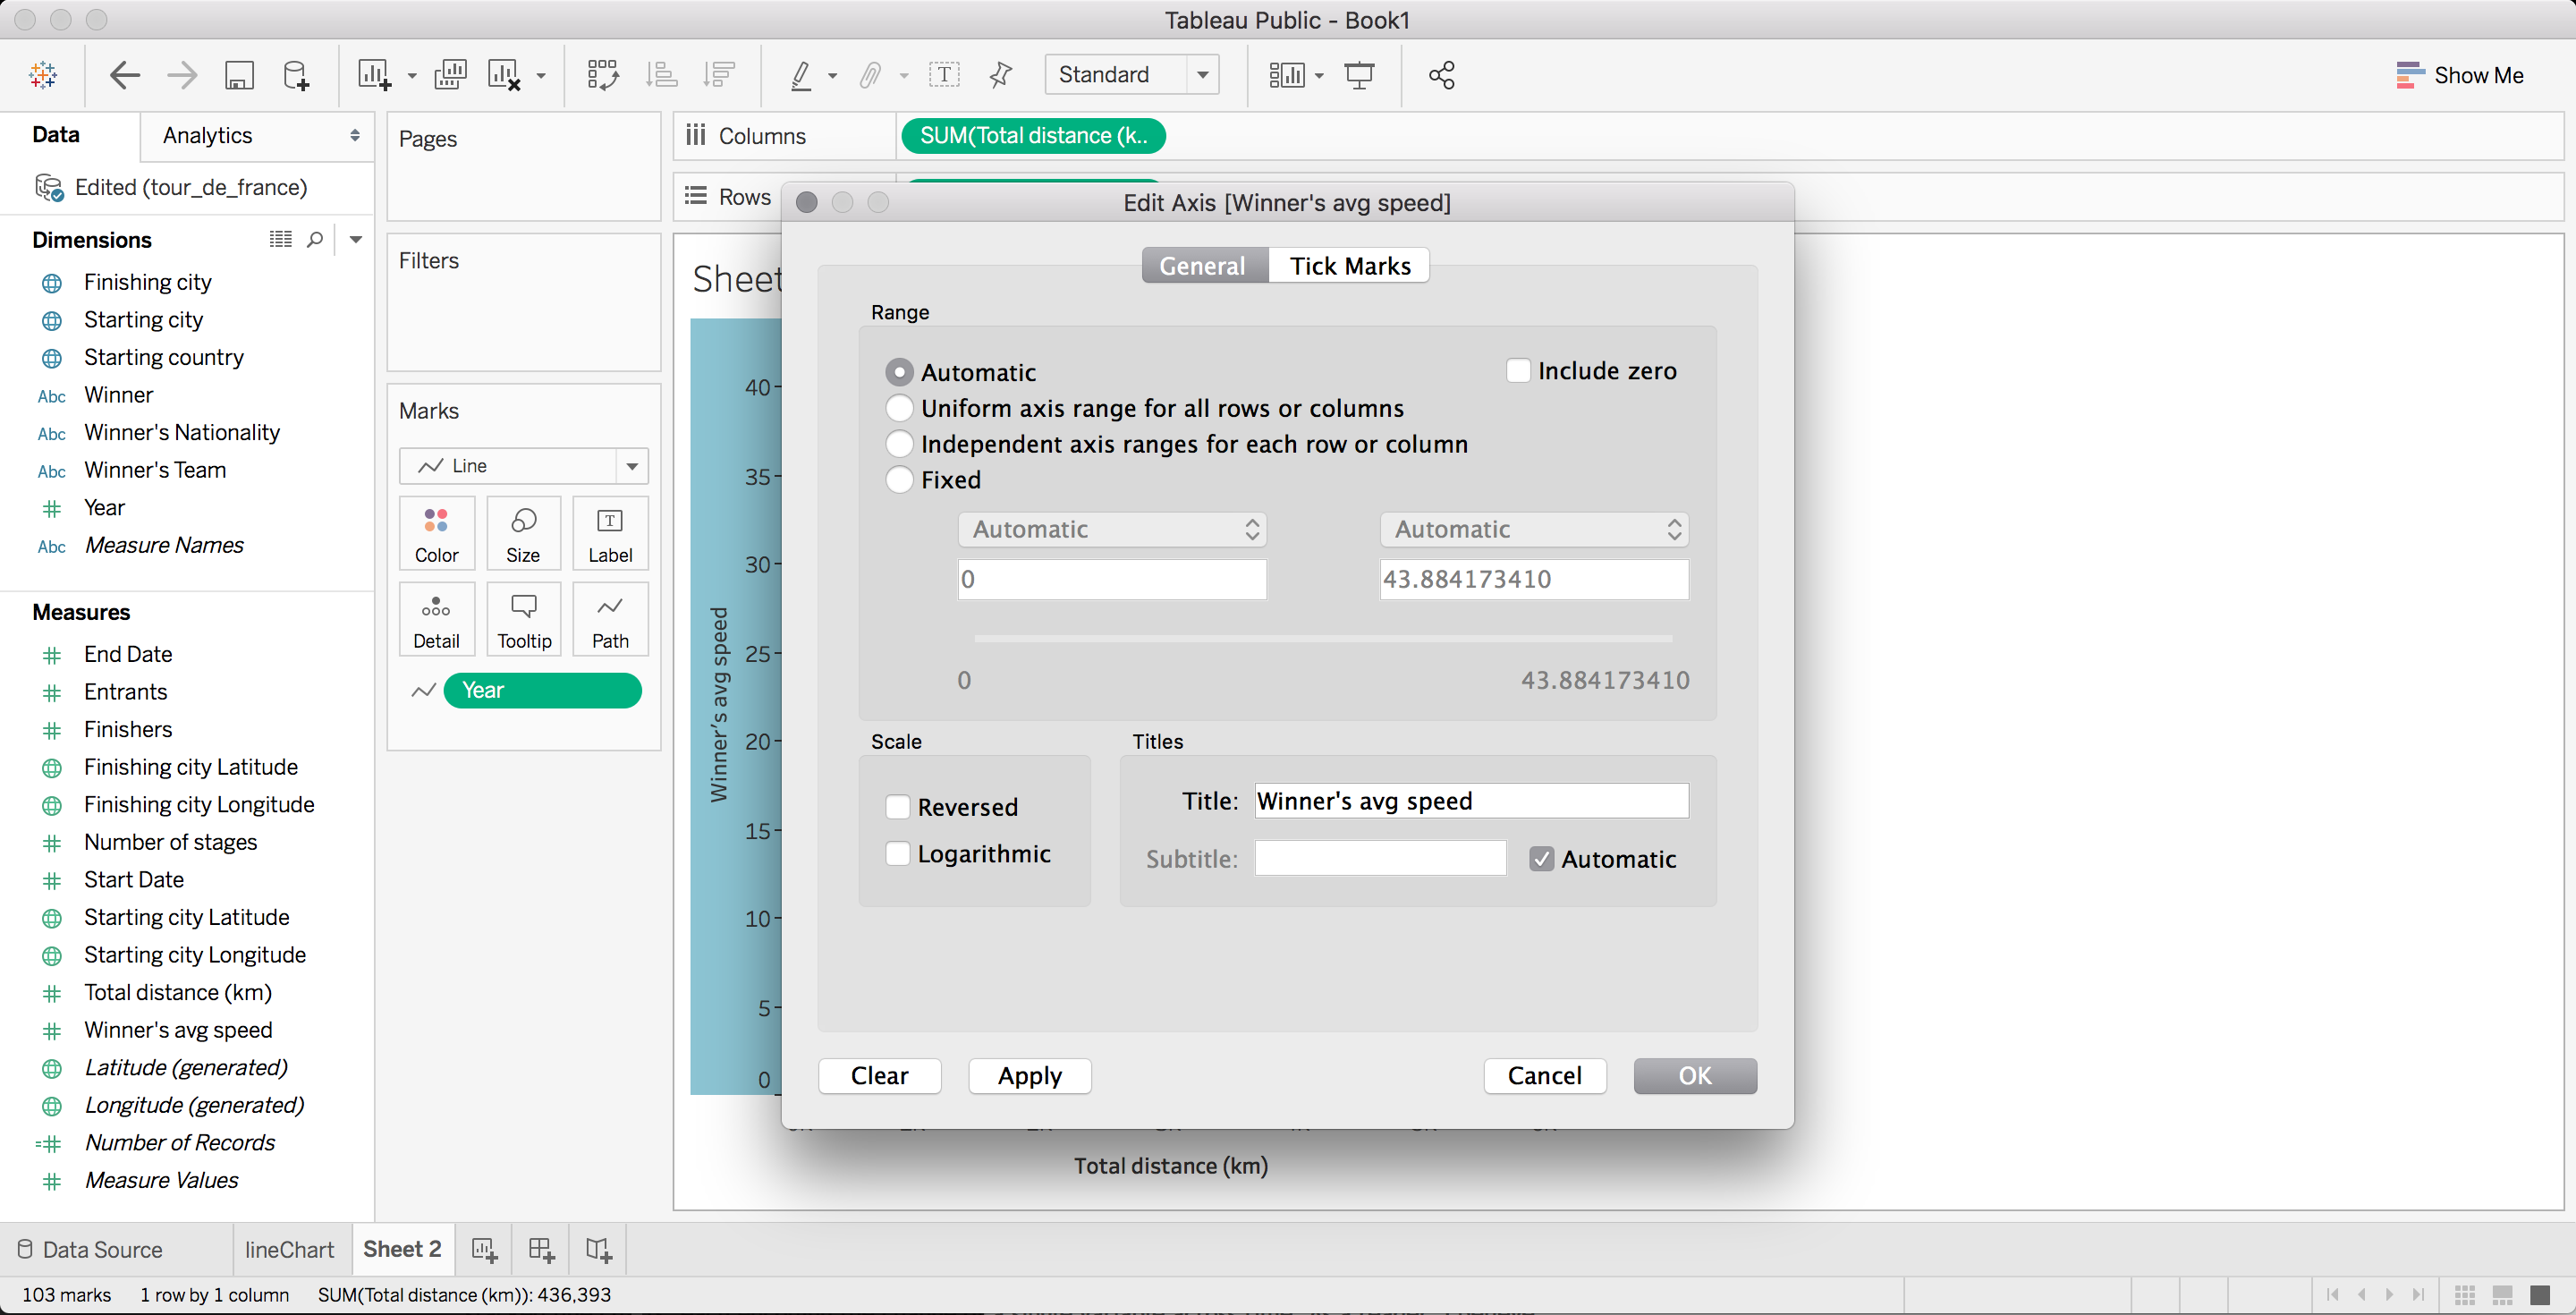 Tableau Public - Book1
Standard
Show Me
Data
Analytics
Edited (tour_de_france)
Dimensions
Finishing city
Starting city
Starting country
Abc Winner
Abc Winner's Nationality
Abc Winner's Team
Year
Abc Measure Names
Measures
End Date
Entrants
Finishers
Finishing city Latitude
Finishing city Longitude
Number of stages
Start Date
Starting city Latitude
Starting city Longitude
Total distance (km)
Winner's avg speed
Latitude (generated)
Longitude (generated)
Number of Records
Measure Values
Pages
Filters
Marks
Line
Color
Size
Label
Detail
Tooltip
Path
Year
Columns
SUM(Total distance (k..
Rows
Sheet
Winner's avg speed
40
35
30
25
20
15
10
5
0
Total distance (km)
Edit Axis [Winner's avg speed]
General
Tick Marks
Range
Automatic
Include zero
Uniform axis range for all rows or columns
Independent axis ranges for each row or column
Fixed
Automatic
Automatic
0
43.884173410
0
43.884173410
Scale
Reversed
Logarithmic
Titles
Title: Winner's avg speed
Subtitle:
Automatic
Clear
Apply
Cancel
OK
Data Source
lineChart
Sheet 2
103 marks
1 row by 1 column
SUM(Total distance (km)): 436,393